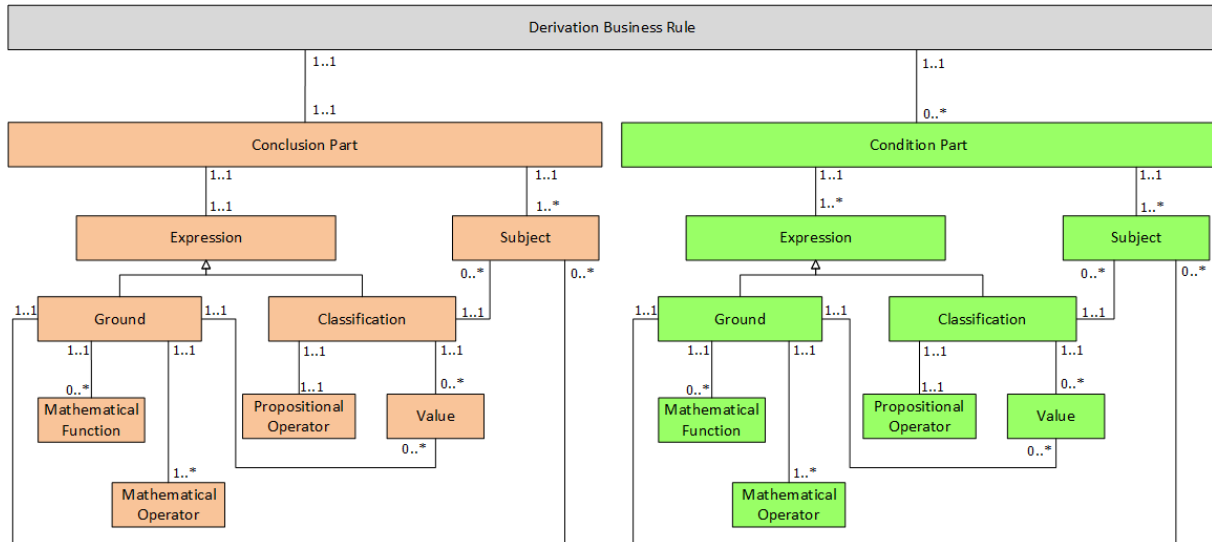 Derivation Business Rule
1..1
1..1
1..1
0..*
Conclusion Part
Condition Part
1..1
1..1
1..1
1..1
1..1
1..*
1..*
1..*
Expression
Subject
Expression
Subject
0..*
0..*
0..*
0..*
1..1
Ground
1..1
Classification
1..1
1..1
Ground
1..1
Classification
1..1
1..1
1..1
1..1
1..1
1..1
1..1
1..1
1..1
0..*
1..1
0..*
0..*
1..1
0..*
Mathematical
Function
Propositional
Operator
Value
Mathematical
Function
Propositional
Operator
Value
0..*
0..*
1..*
1..*
Mathematical
Operator
Mathematical
Operator